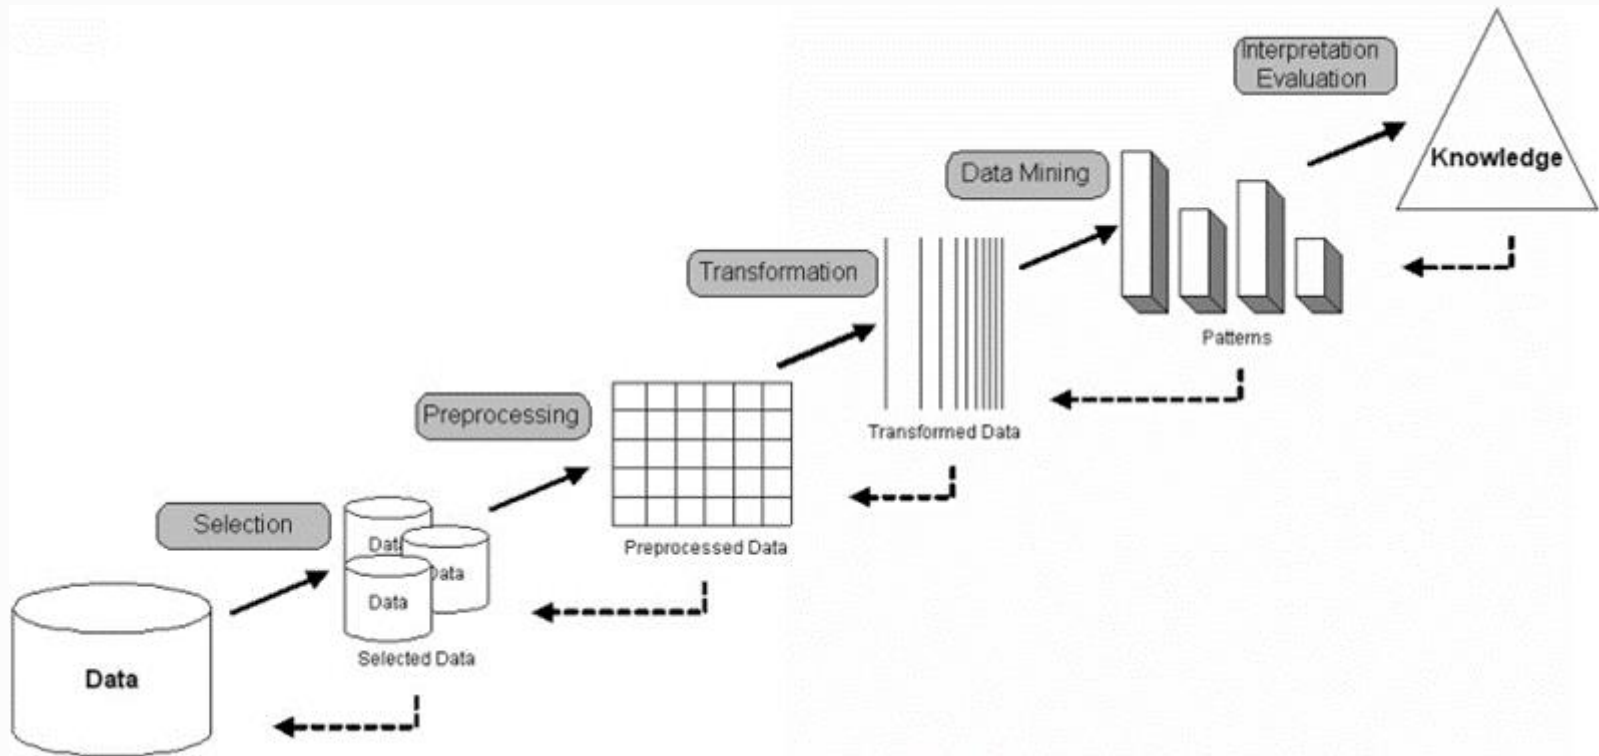 Interpretation
Evaluation
Knowledge
Data Mining
Patterns
Transformation
Transformed Data
Preprocessing
Preprocessed Data
Selection
Data
Data
Data
Selected Data
Data